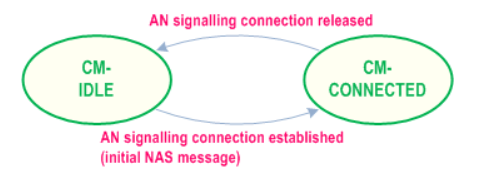 AN signalling connection released
CM-
IDLE
CM-
CONNECTED
AN signalling connection established
(initial NAS message)